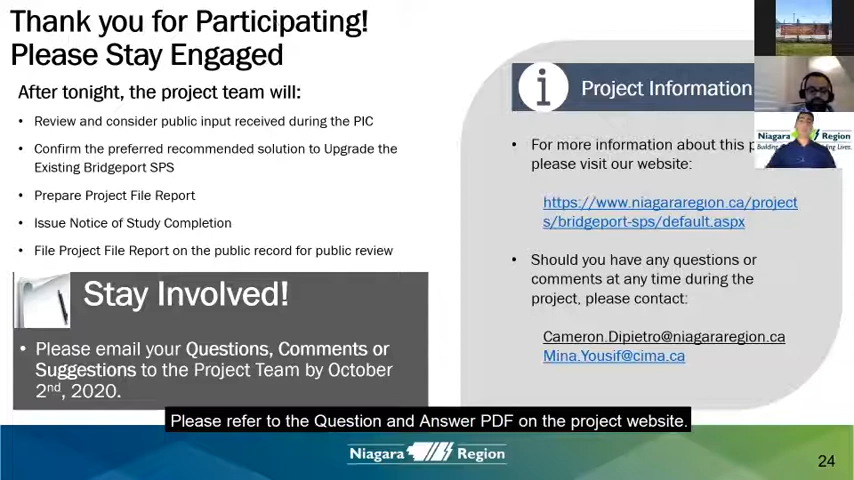 Thank you for Participating!
Please Stay Engaged
After tonight, the project team will:
• Review and consider public input received during the PIC
• Confirm the preferred recommended solution to Upgrade the
Existing Bridgeport SPS
• Prepare Project File Report
• Issue Notice of Study Completion
• File Project File Report on the public record for public review
Stay Involved!
• Please email your Questions, Comments or
Suggestions to the Project Team by October
2nd, 2020.
i Project Information
• For more information about this
please visit our website:
https://www.niagararegion.ca/project
s/bridgeport-sps/default.aspx
• Should you have any questions or
comments at any time during the
project, please contact:
Cameron.Dipietro@niagararegion.ca
Mina.Yousif@cima.ca
Niagara Region
Please refer to the Question and Answer PDF on the project website.
Niagara Region
24